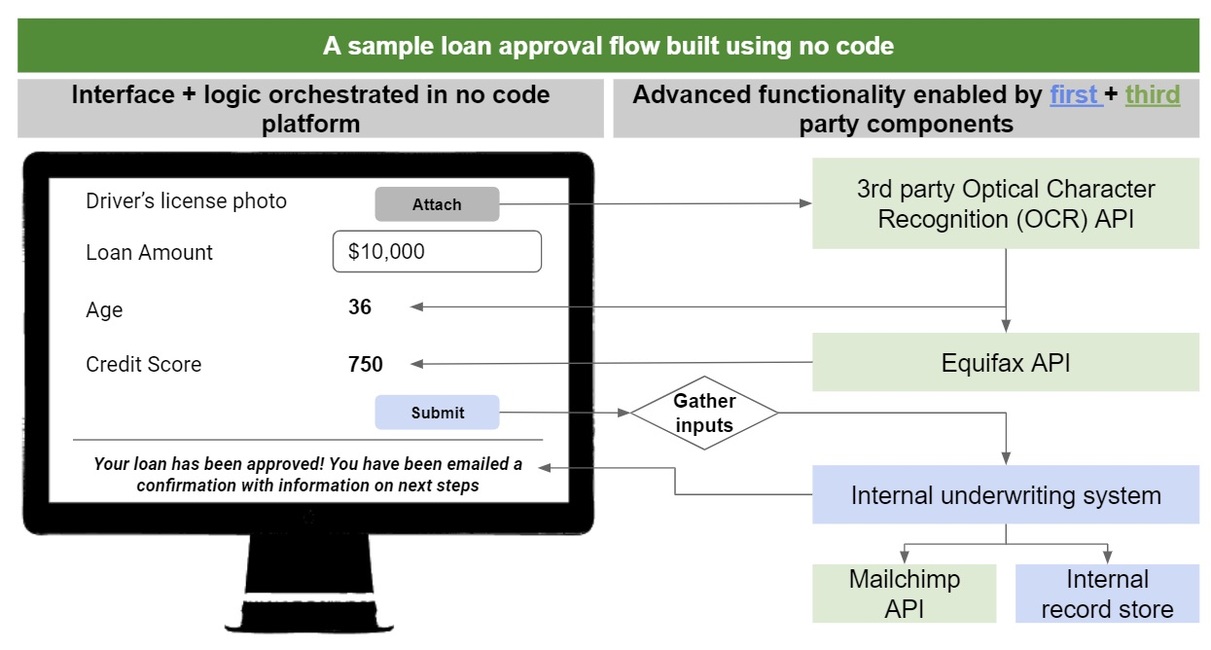 A sample loan approval flow built using no code
Interface + logic orchestrated in no code
platform
Advanced functionality enabled by first + third
party components
Driver’s license photo
Attach
Loan Amount
$10,000
Age
36
Credit Score
750
Submit
Your loan has been approved! You have been emailed a
confirmation with information on next steps
3rd party Optical Character
Recognition (OCR) API
Equifax API
Gather
inputs
Internal underwriting system
Mailchimp
API
Internal
record store